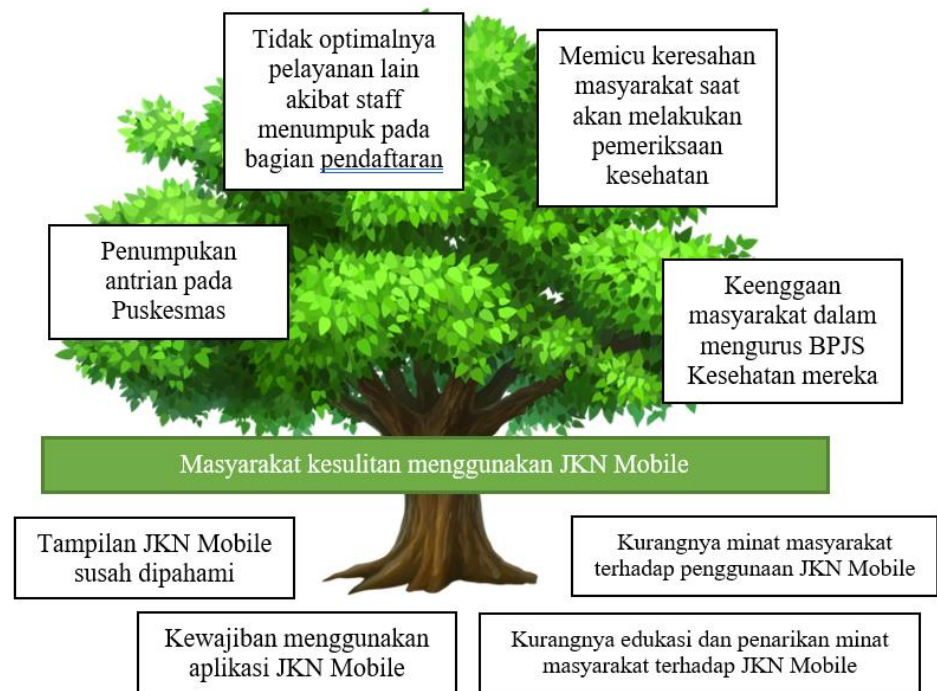 Tidak optimalnya
pelayanan lain
akibat staff
menumpuk pada
bagian pendaftaran
Memicu keresahan
masyarakat saat
akan melakukan
pemeriksaan
kesehatan
Penumpukan
antrian pada
Puskesmas
Keenggaan
masyarakat dalam
mengurus BPJS
Kesehatan mereka
Masyarakat kesulitan menggunakan JKN Mobile
Tampilan JKN Mobile
susah dipahami
Kurangnya minat masyarakat
terhadap penggunaan JKN Mobile
Kewajiban menggunakan
aplikasi JKN Mobile
Kurangnya edukasi dan penarikan minat
masyarakat terhadap JKN Mobile